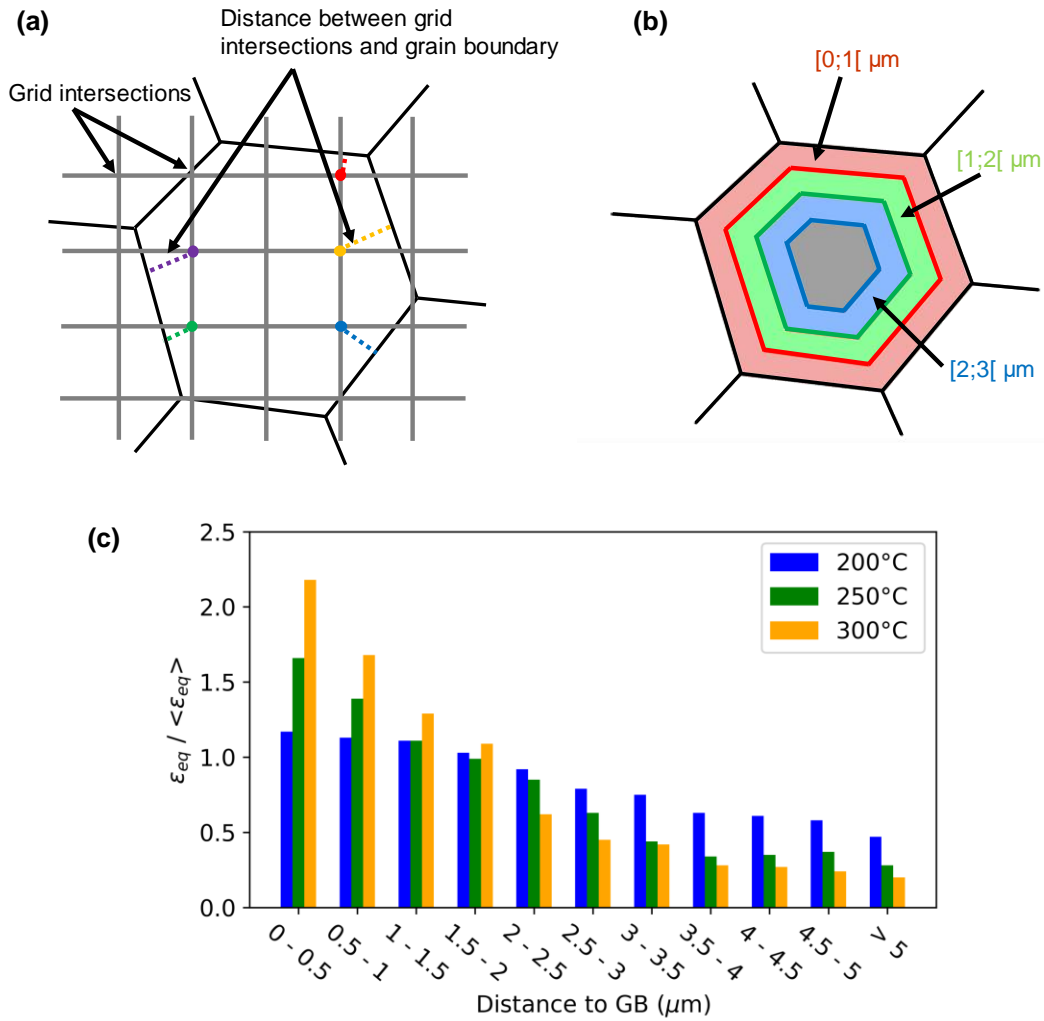 (a)
Distance between grid
intersections and grain boundary
Grid intersections
(b)
[0;1[ µm
[1;2[ µm
[2;3[ µm
(c)
2.5
2.0
1.5
1.0
0.5
0.0
ε_eq / <ε_eq>
200°C
250°C
300°C
0 - 0.5
0.5 - 1
1 - 1.5
1.5 - 2
2 - 2.5
2.5 - 3
3 - 3.5
3.5 - 4
4 - 4.5
4.5 - 5
> 5
Distance to GB (µm)